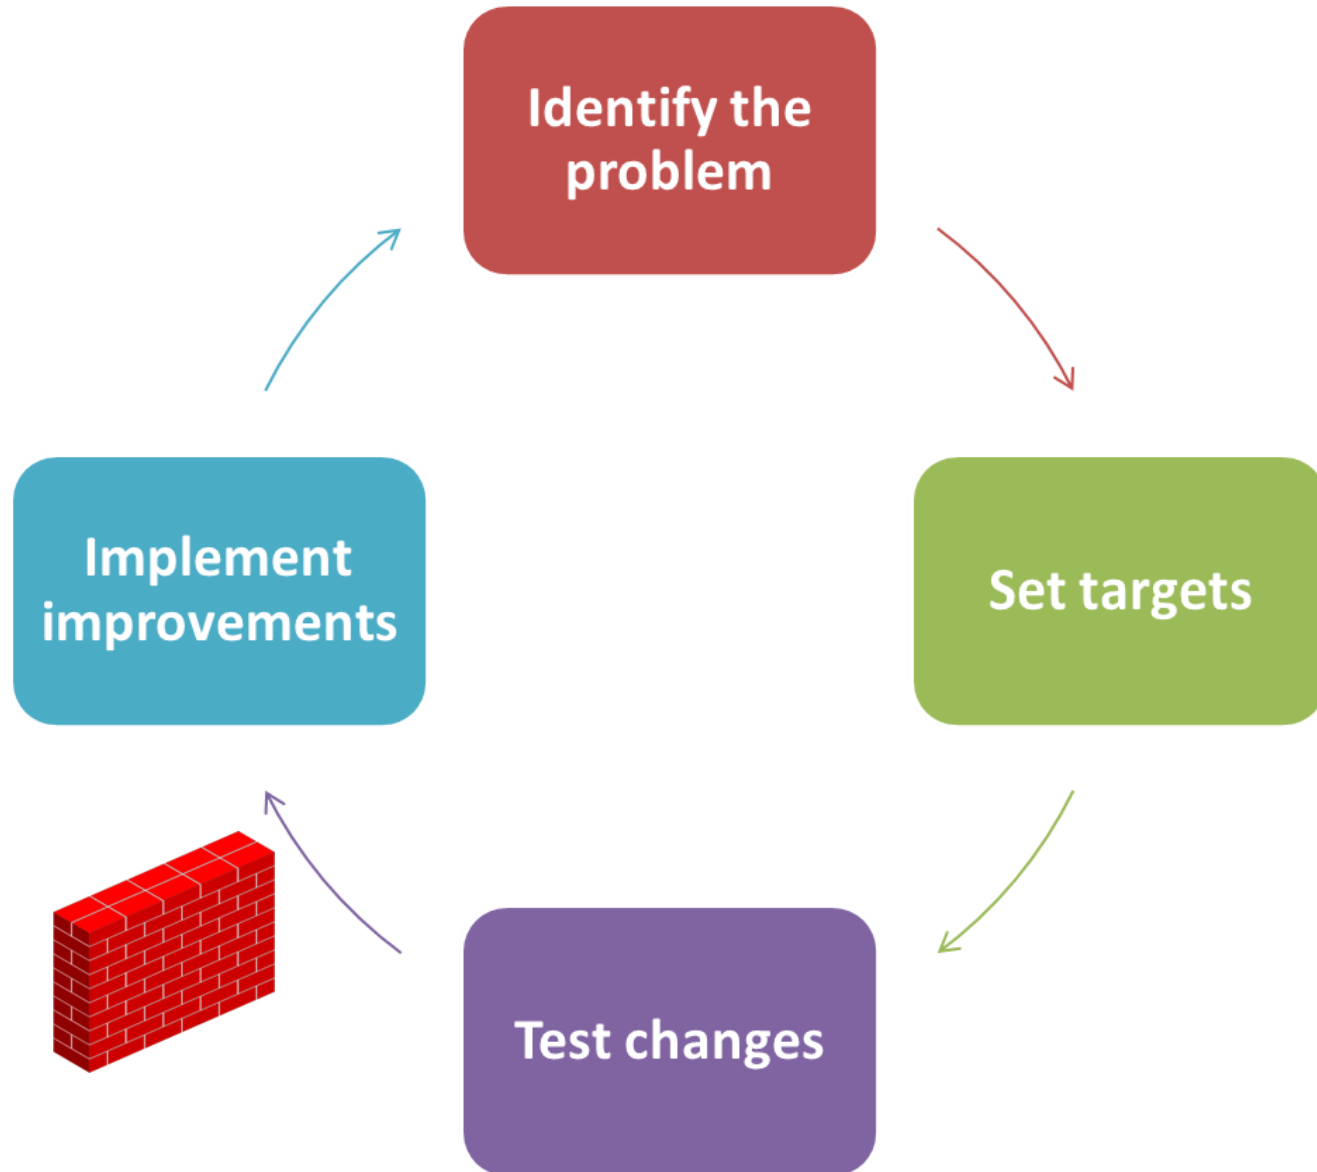 Identify the
problem
Set targets
Test changes
Implement
improvements